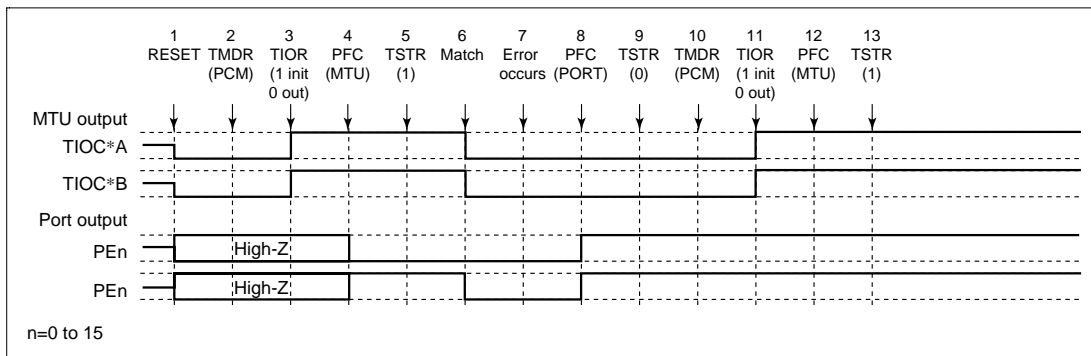 1 2 3 4 5 6 7 8 9 10 11 12 13
RESET TMDR TIOR PFC TSTR Match Error PFC TSTR TMDR TIOR PFC TSTR
(PCM) (1 init (MTU) (1) occurs (PORT) (0) (PCM) (1 init (MTU) (1)
0 out) 0 out)
MTU output
TIOC*A
TIOC*B
Port output
PEn High-Z
PEn High-Z
n=0 to 15